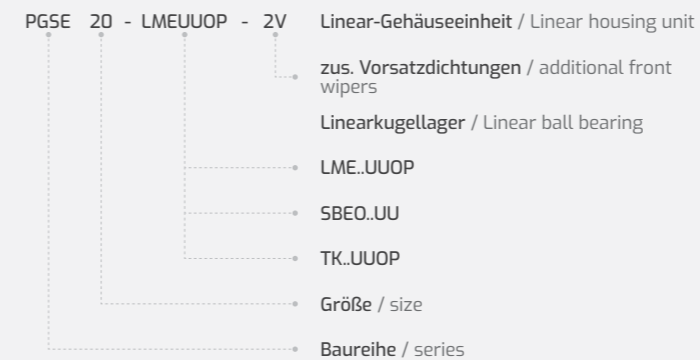 PGSE 20 - LMEUUOP - 2V Linear-Gehäuseeinheit / Linear housing unit
zus. Vorsatzdichtungen / additional front
wipers
Linearkugellager / Linear ball bearing
LME..UUOP
SBEO..UU
TK..UUOP
Größe / size
Baureihe / series